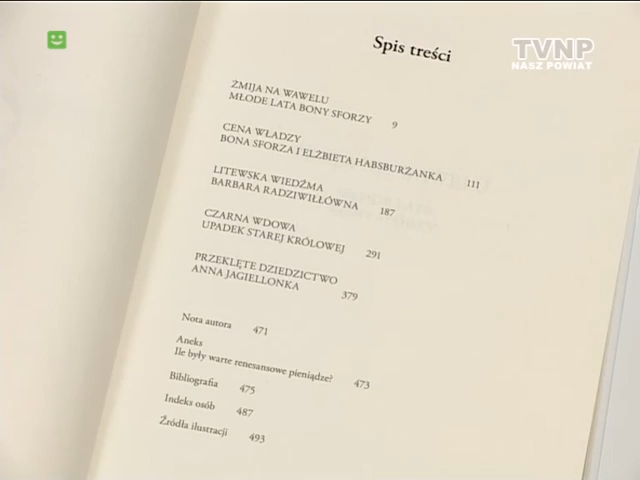 TVNP
NASZ POWIAT
Spis treści
ŻMIJA NA WAWELU
MŁODE LATA BONY SFORZY 9
CENA WŁADZY
BONA SFORZA I ELŻBIETA HABSBURŻANKA 111
LITEWSKA WIEDŹMA
BARBARA RADZIWIŁŁÓWNA 187
CZARNA WDOWA
UPADEK STAREJ KRÓLOWEJ 291
PRZEKLĘTE DZIEDZICTWO
ANNA JAGIELLONKA 379
Nota autora 471
Aneks
Ile były warte renesansowe pieniądze? 473
Bibliografia 475
Indeks osób 487
Źródła ilustracji 493